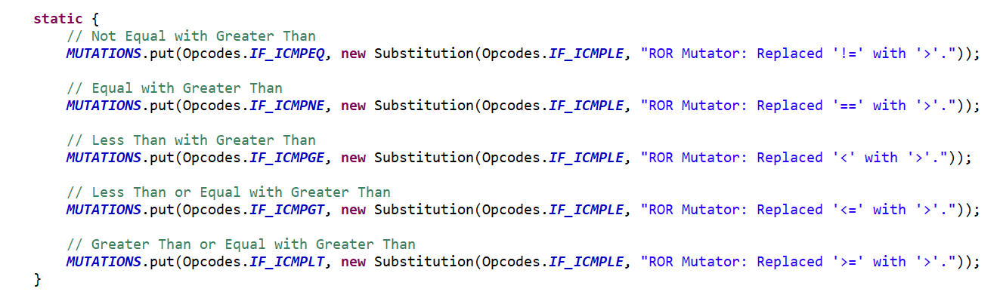 static {
// Not Equal with Greater Than
MUTATIONS.put(Opcodes.IF_ICMPEQ, new Substitution(Opcodes.IF_ICMPLE, "ROR Mutator: Replaced '!=' with '>'."));
// Equal with Greater Than
MUTATIONS.put(Opcodes.IF_ICMPNE, new Substitution(Opcodes.IF_ICMPLE, "ROR Mutator: Replaced '==' with '>'."));
// Less Than with Greater Than
MUTATIONS.put(Opcodes.IF_ICMPGE, new Substitution(Opcodes.IF_ICMPLE, "ROR Mutator: Replaced '<' with '>'."));
// Less Than or Equal with Greater Than
MUTATIONS.put(Opcodes.IF_ICMPGT, new Substitution(Opcodes.IF_ICMPLE, "ROR Mutator: Replaced '<=' with '>'."));
// Greater Than or Equal with Greater Than
MUTATIONS.put(Opcodes.IF_ICMPLT, new Substitution(Opcodes.IF_ICMPLE, "ROR Mutator: Replaced '>=' with '>'."));
}